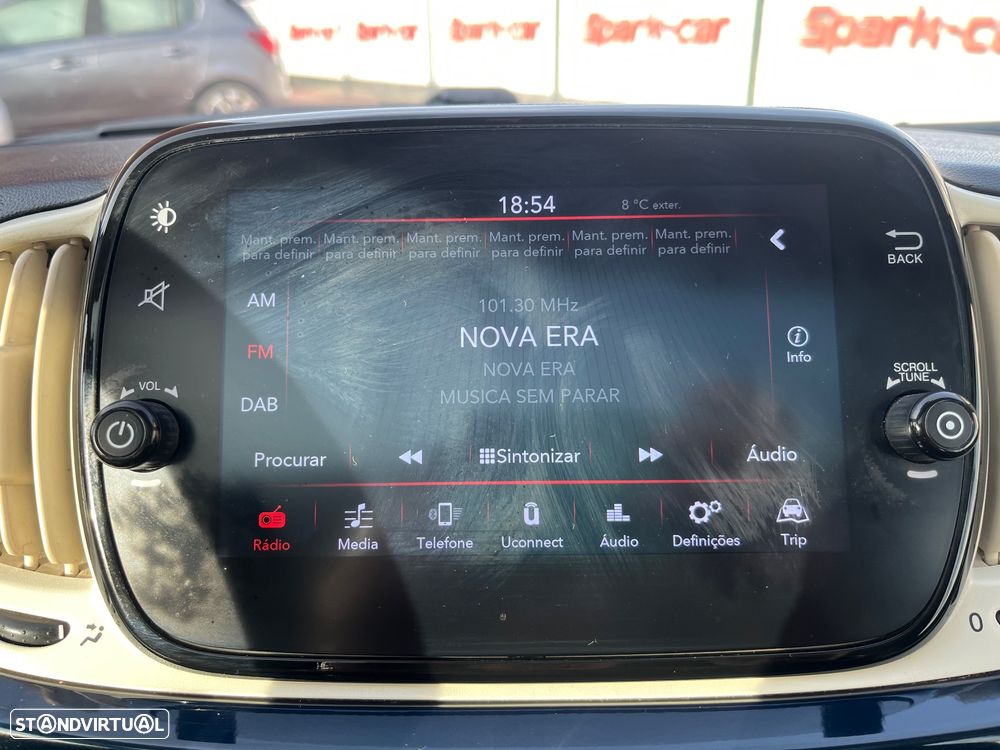 Spark-car
Spark-car
Spark-car
18:54
8 °C exter.
Mant. prem. Mant. prem. Mant. prem. Mant. prem. Mant. prem. Mant. prem.
para definir para definir para definir para definir para definir para definir
BACK
AM
101.30 MHz
NOVA ERA
FM
Info
NOVA ERA
SCROLL
TUNE
VOL
MUSICA SEM PARAR
DAB
Procurar
Sintonizar
Áudio
Rádio
Media
Telefone
Uconnect
Áudio
Definições
Trip
0
STANDVIRTUAL